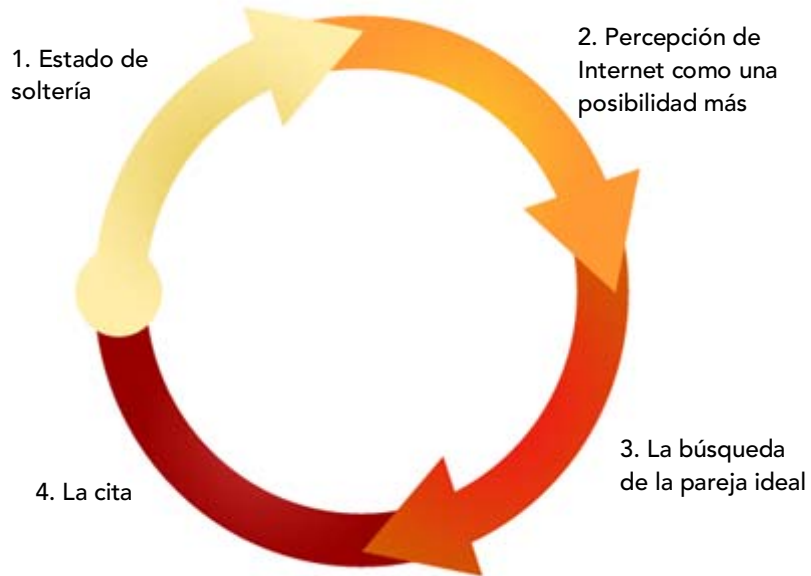 1. Estado de
soltería
2. Percepción de
Internet como una
posibilidad más
3. La búsqueda
de la pareja ideal
4. La cita